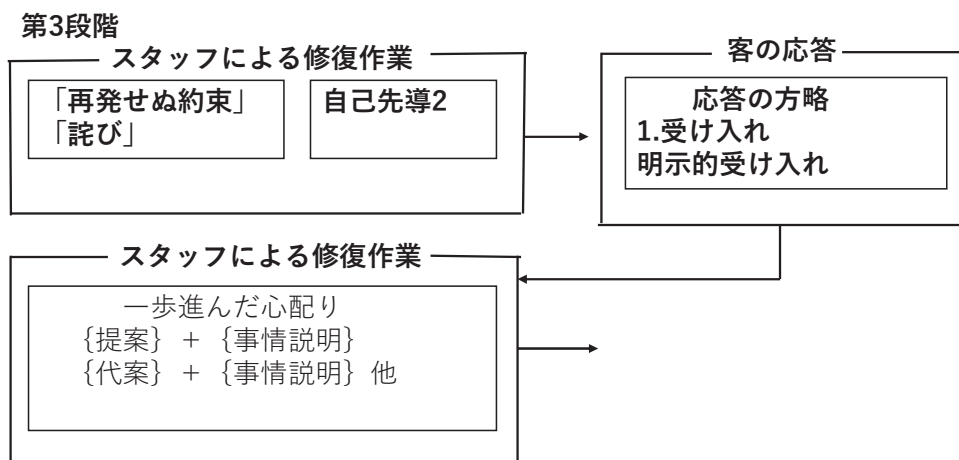 第3段階
スタッフによる修復作業
「再発せぬ約束」
「詫び」
自己先導2
客の応答
応答の方略
1.受け入れ
明示的受け入れ
スタッフによる修復作業
一歩進んだ心配り
{提案} + {事情説明}
{代案} + {事情説明} 他